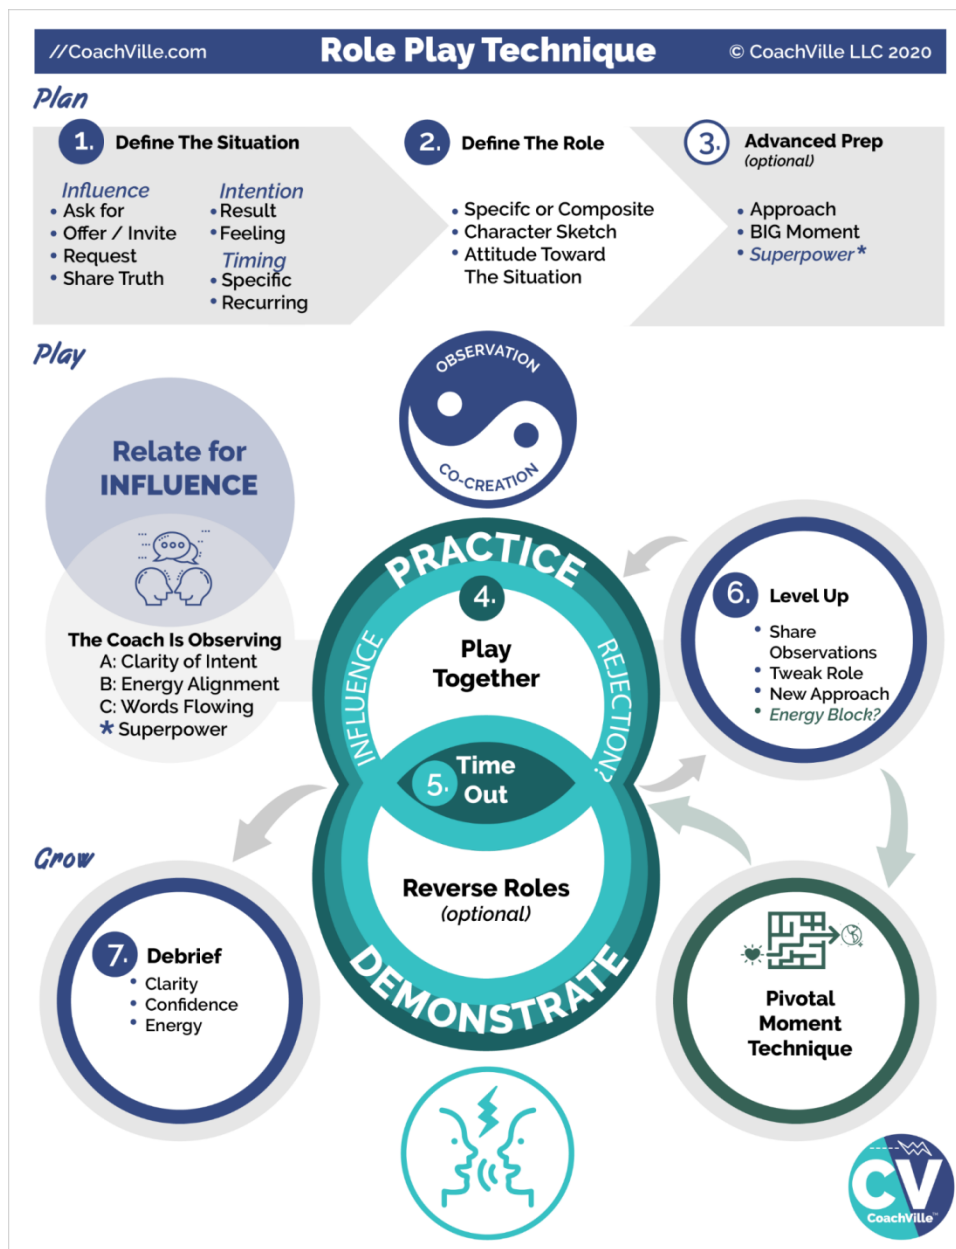 //CoachVille.com
Role Play Technique
© CoachVille LLC 2020
Plan
1.
Define The Situation
Influence
• Ask for
• Offer / Invite
• Request
• Share Truth
Intention
• Result
• Feeling
Timing
• Specific
• Recurring
2.
Define The Role
• Specifc or Composite
• Character Sketch
• Attitude Toward
The Situation
3.
Advanced Prep
(optional)
• Approach
• BIG Moment
• Superpower*
Play
OBSERVATION
CO-CREATION
Relate for
INFLUENCE
The Coach Is Observing
A: Clarity of Intent
B: Energy Alignment
C: Words Flowing
* Superpower
PRACTICE
4.
Play
Together
INFLUENCE
REJECTION?
5.
Time
Out
Reverse Roles
(optional)
DEMONSTRATE
6.
Level Up
• Share
Observations
• Tweak Role
• New Approach
• Energy Block?
Grow
7.
Debrief
• Clarity
• Confidence
• Energy
Pivotal
Moment
Technique
CV
CoachVille™